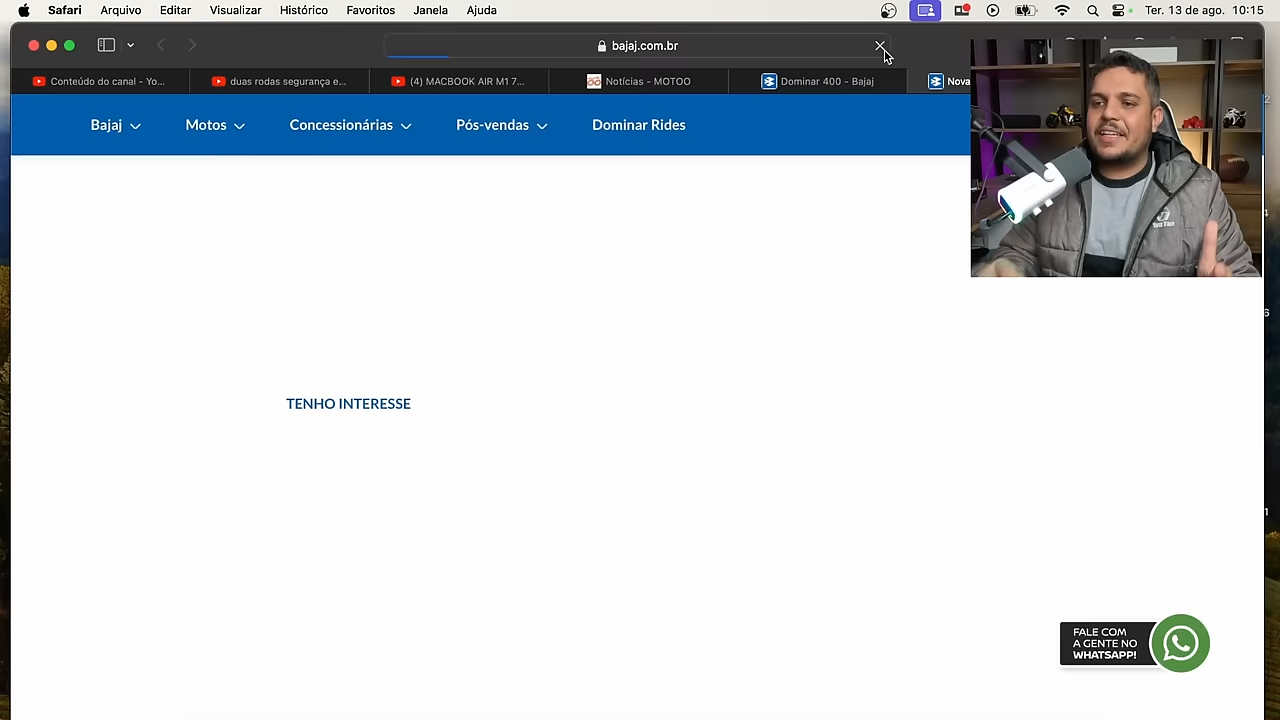 Safari Arquivo Editar Visualizar Histórico Favoritos Janela Ajuda Ter. 13 de ago. 10:15
bajaj.com.br
Conteúdo do canal - Yo... duas rodas segurança e... (4) MACBOOK AIR M1 7... Notícias - MOTOO Dominar 400 - Bajaj Nova
Bajaj Motos Concessionárias Pós-vendas Dominar Rides
TENHO INTERESSE
FALE COM
A GENTE NO
WHATSAPP!